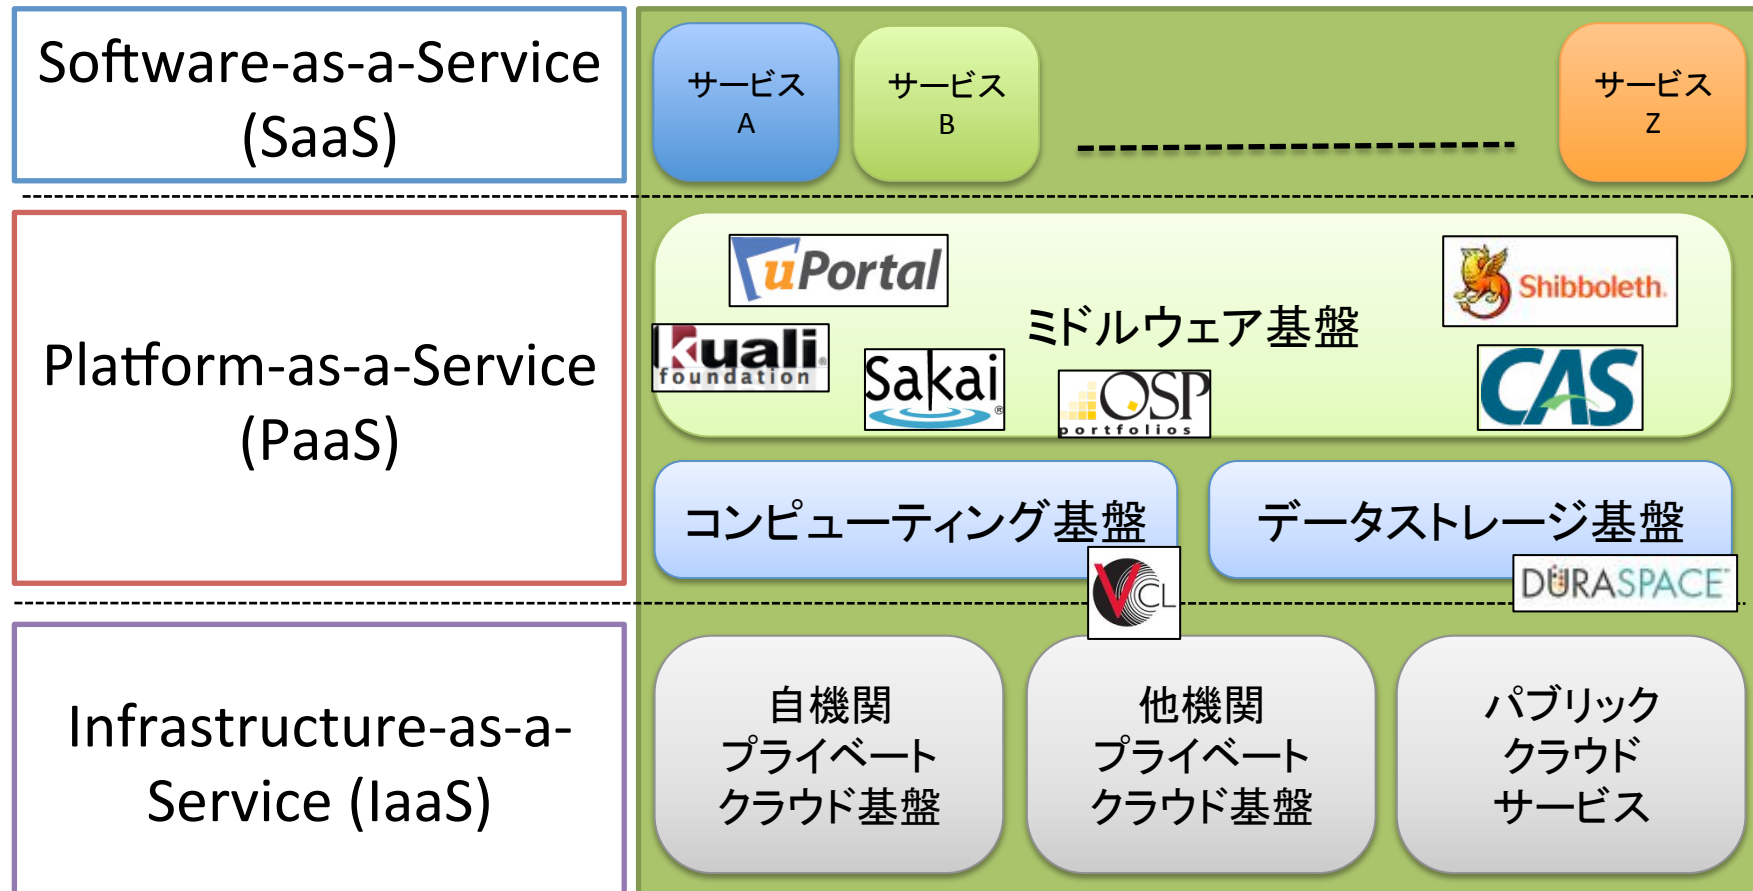 Software-as-a-Service
(SaaS)
サービス
A
サービス
B
サービス
Z
Platform-as-a-Service
(PaaS)
uPortal
Shibboleth.
ミドルウェア基盤
kuali®
foundation
Sakai®
OSP
portfolios
CAS
コンピューティング基盤
データストレージ基盤
VCL
DURASPACE™
Infrastructure-as-a-
Service (IaaS)
自機関
プライベート
クラウド基盤
他機関
プライベート
クラウド基盤
パブリック
クラウド
サービス